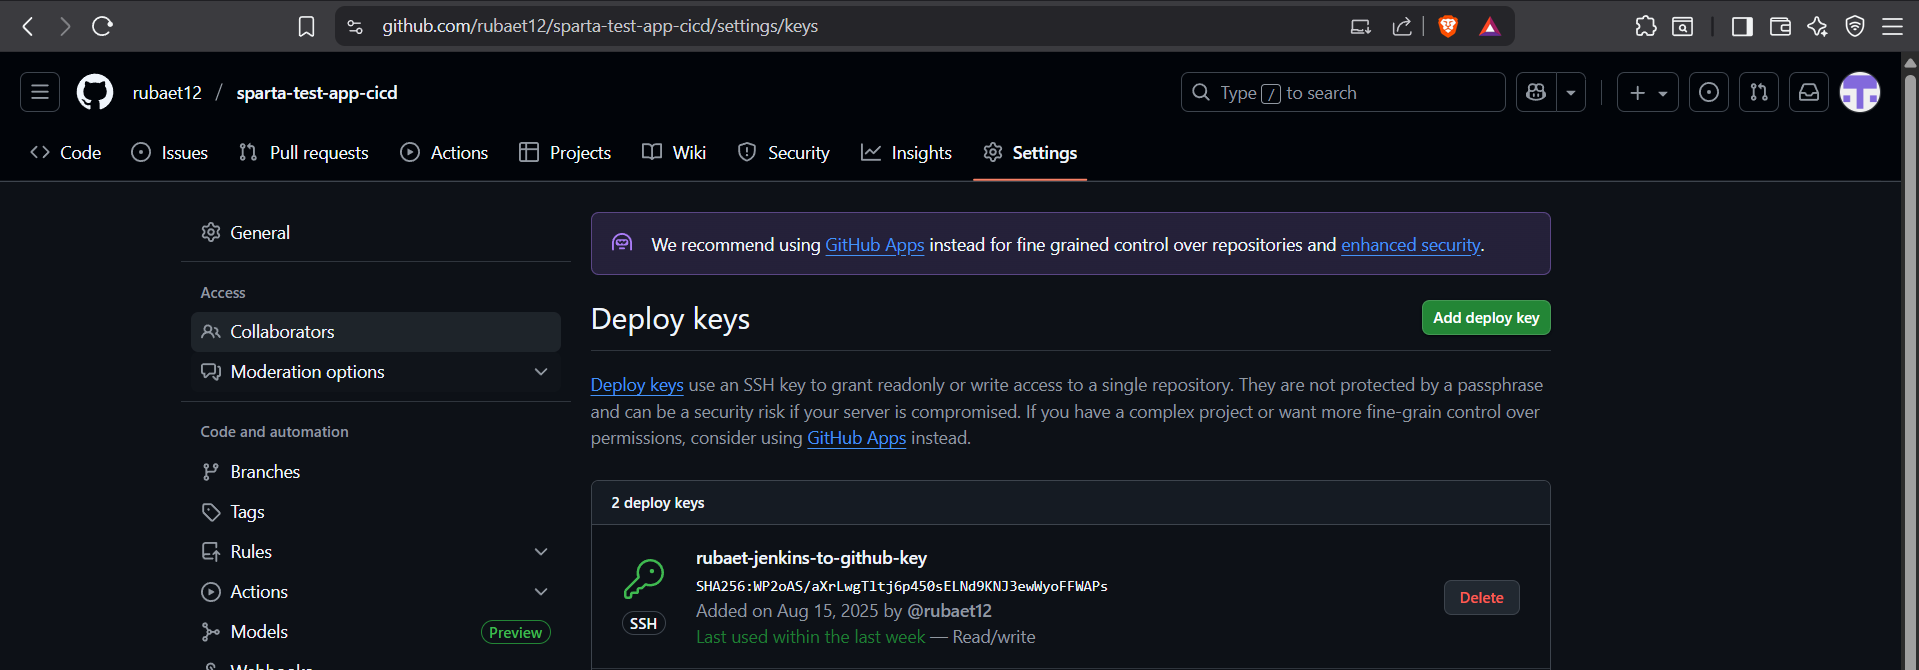 github.com/rubaet12/sparta-test-app-cicd/settings/keys
rubaet12 / sparta-test-app-cicd
Type / to search
Code Issues Pull requests Actions Projects Wiki Security Insights Settings
General
Access
Collaborators
Moderation options
Code and automation
Branches
Tags
Rules
Actions
Models Preview
Webhooks
We recommend using GitHub Apps instead for fine grained control over repositories and enhanced security.
Deploy keys
Add deploy key
Deploy keys use an SSH key to grant readonly or write access to a single repository. They are not protected by a passphrase
and can be a security risk if your server is compromised. If you have a complex project or want more fine-grain control over
permissions, consider using GitHub Apps instead.
2 deploy keys
rubaet-jenkins-to-github-key
SHA256:WP2oAS/aXrLwgTltj6p450sELNd9KNJ3ewWyoFFWAPs
Added on Aug 15, 2025 by @rubaet12
Last used within the last week — Read/write
SSH
Delete